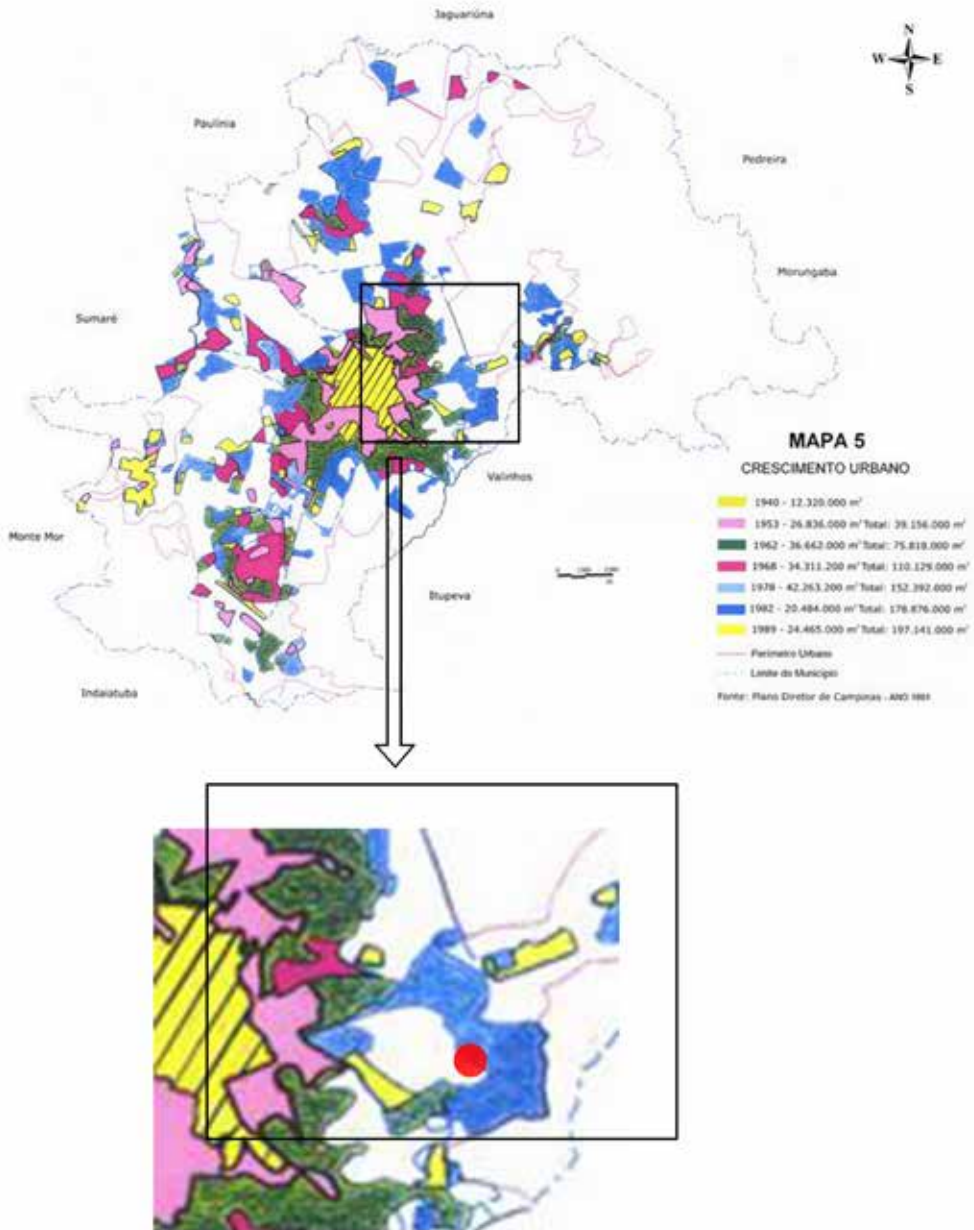 Jaguariúna
N
W E
S
Paulínia
Pedreira
Morungaba
Sumaré
MAPA 5
CRESCIMENTO URBANO
Valinhos
1940 - 12.320.000 m²
1953 - 26.836.000 m² Total: 39.156.000 m²
Monte Mor
1962 - 36.662.000 m² Total: 75.818.000 m²
1968 - 34.311.200 m² Total: 110.129.000 m²
1978 - 42.263.200 m² Total: 152.392.000 m²
Itupeva
1982 - 20.484.000 m² Total: 178.876.000 m²
1989 - 24.465.000 m² Total: 197.141.000 m²
Perímetro Urbano
Limite do Município
Indaiatuba
Fonte: Plano Diretor de Campinas - ANO